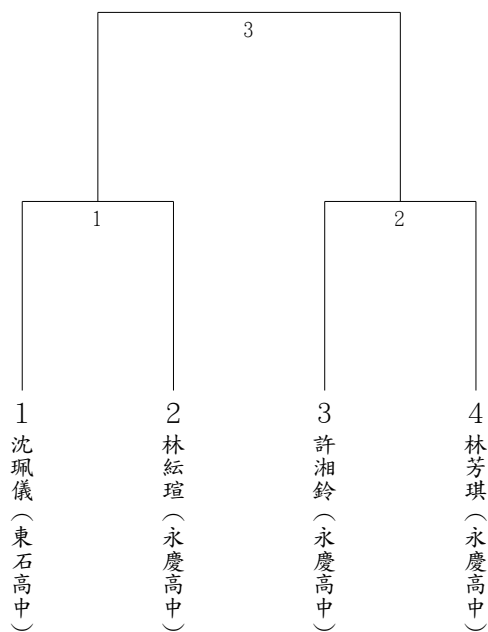 3
1
2
1 沈珮儀（東石高中）
2 林紜瑄（永慶高中）
3 許湘鈴（永慶高中）
4 林芳琪（永慶高中）